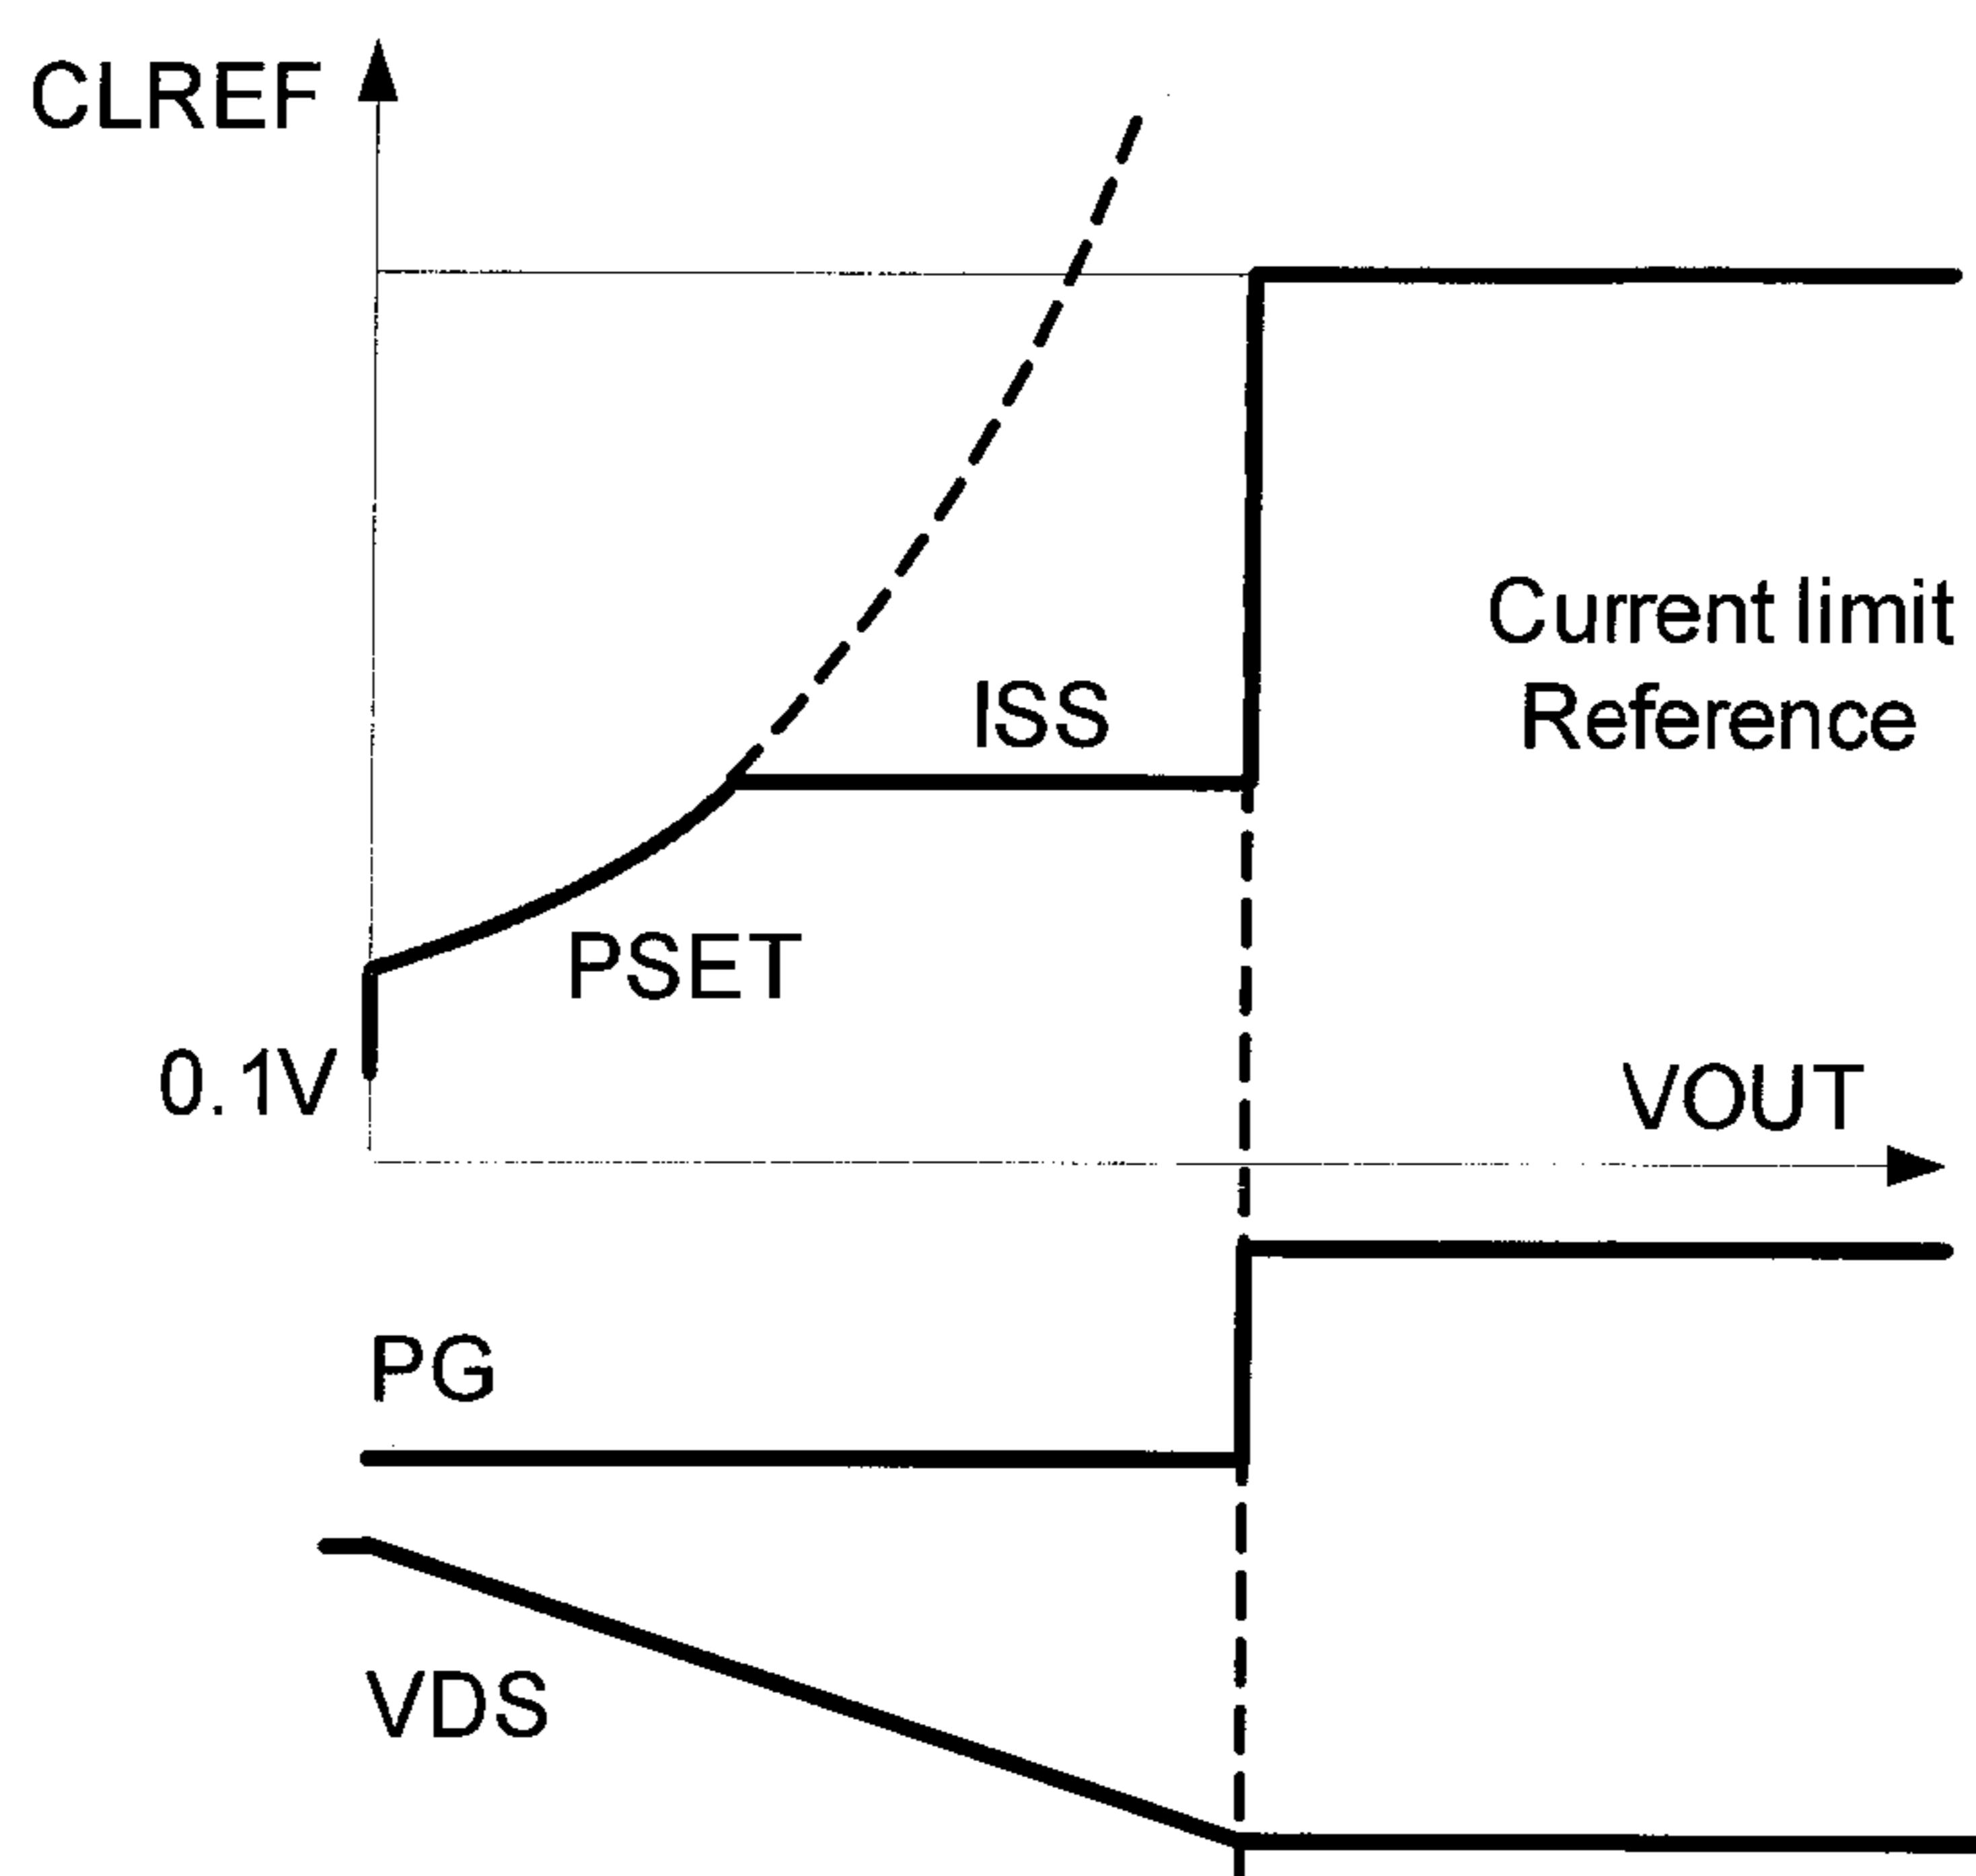 CLREF
Current limit
Reference
ISS
PSET
0.1V
VOUT
PG
VDS